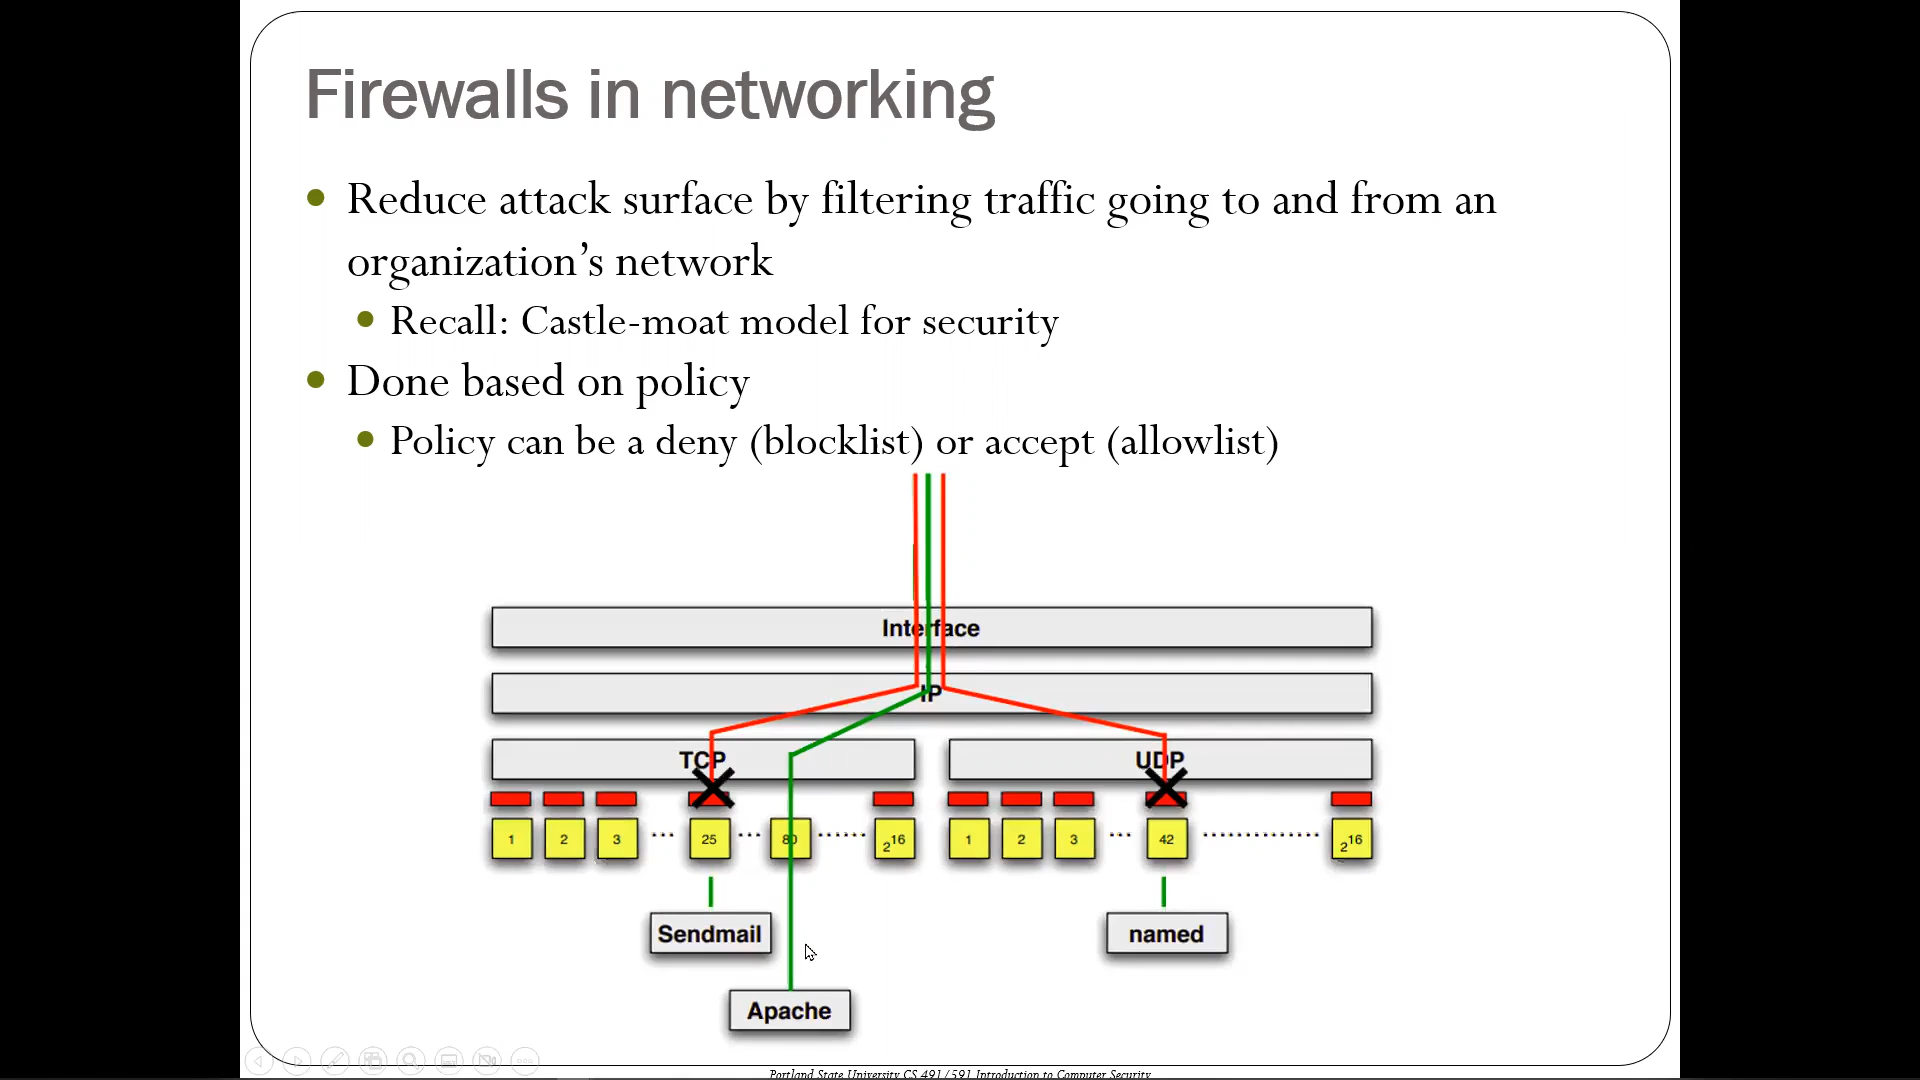 Firewalls in networking
Reduce attack surface by filtering traffic going to and from an
organization's network
Recall: Castle-moat model for security
Done based on policy
Policy can be a deny (blocklist) or accept (allowlist)
Interface
IP
TCP UDP
1 2 3 ... 25 ... 80 ...... 2^16 1 2 3 ... 42 .............. 2^16
Sendmail named
Apache
Portland State University CS 491/591 Introduction to Computer Security